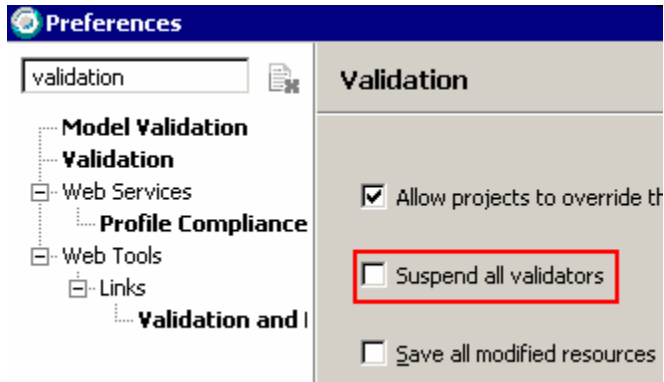 Preferences
validation
Model Validation
Validation
Web Services
Profile Compliance
Web Tools
Links
Validation and
Validation
Allow projects to override
Suspend all validators
Save all modified resources